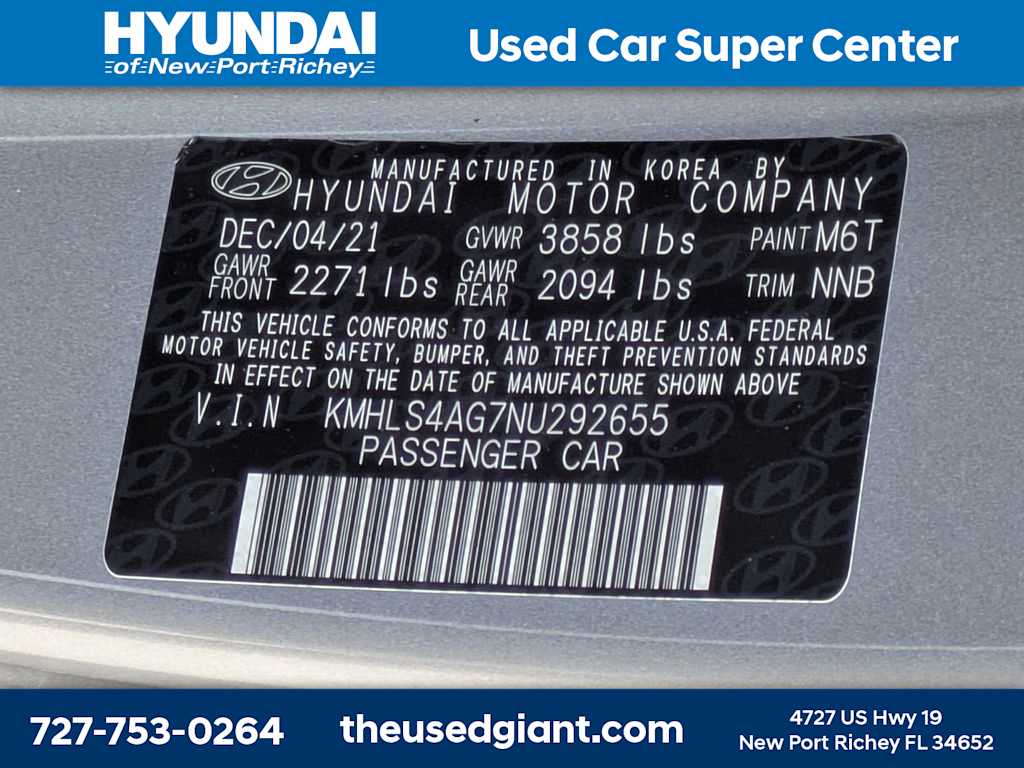 HYUNDAI
of New Port Richey
Used Car Super Center
MANUFACTURED IN KOREA BY
HYUNDAI MOTOR COMPANY
DEC/04/21 GVWR 3858 lbs PAINT M6T
GAWR FRONT 2271 lbs GAWR REAR 2094 lbs TRIM NNB
THIS VEHICLE CONFORMS TO ALL APPLICABLE U.S.A. FEDERAL
MOTOR VEHICLE SAFETY, BUMPER, AND THEFT PREVENTION STANDARDS
IN EFFECT ON THE DATE OF MANUFACTURE SHOWN ABOVE
V.I.N KMHLS4AG7NU292655
PASSENGER CAR
727-753-0264
theusedgiant.com
4727 US Hwy 19
New Port Richey FL 34652